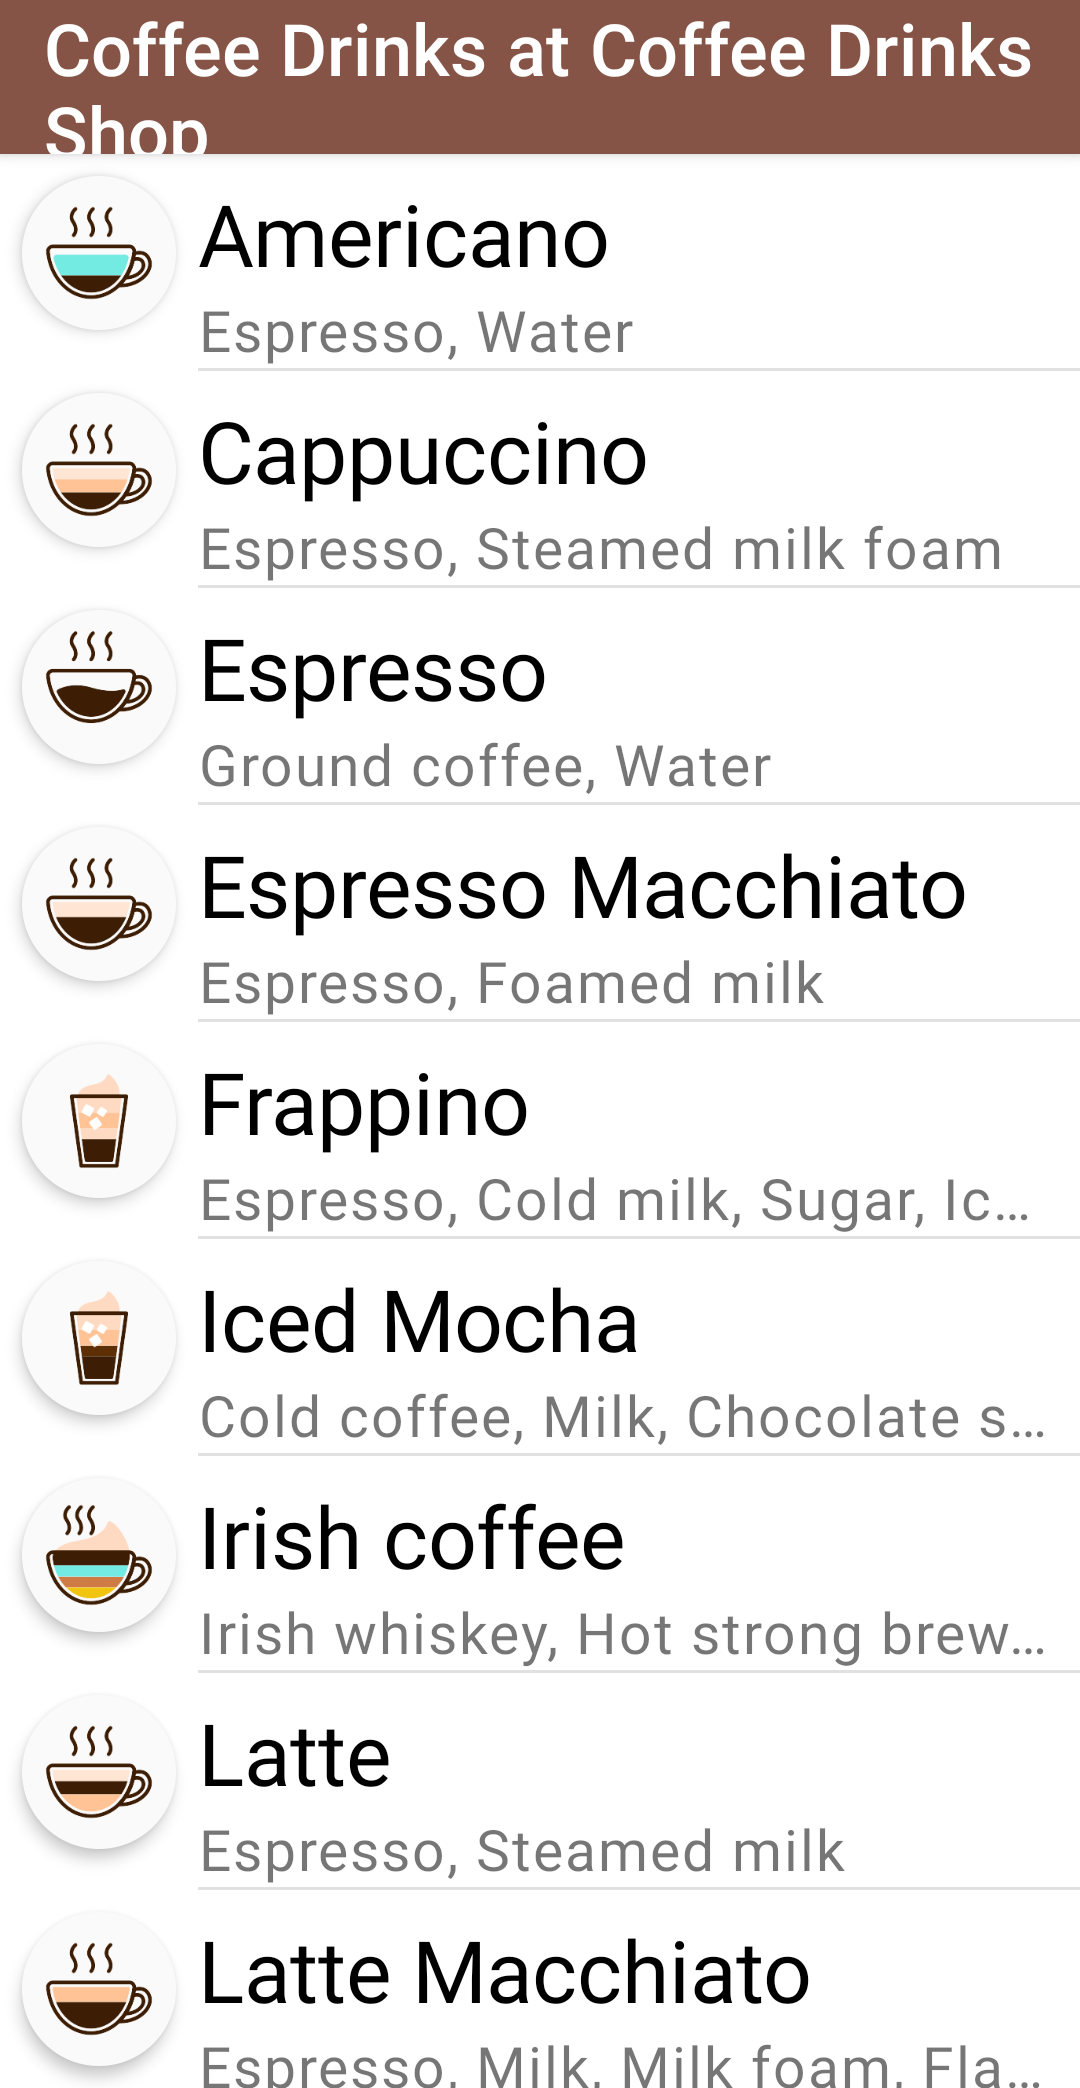 Coffee Drinks at Coffee Drinks
Shop
Americano
Espresso, Water
Cappuccino
Espresso, Steamed milk foam
Espresso
Ground coffee, Water
Espresso Macchiato
Espresso, Foamed milk
Frappino
Espresso, Cold milk, Sugar, Ic…
Iced Mocha
Cold coffee, Milk, Chocolate s…
Irish coffee
Irish whiskey, Hot strong brew…
Latte
Espresso, Steamed milk
Latte Macchiato
Espresso, Milk, Milk foam, Fla…